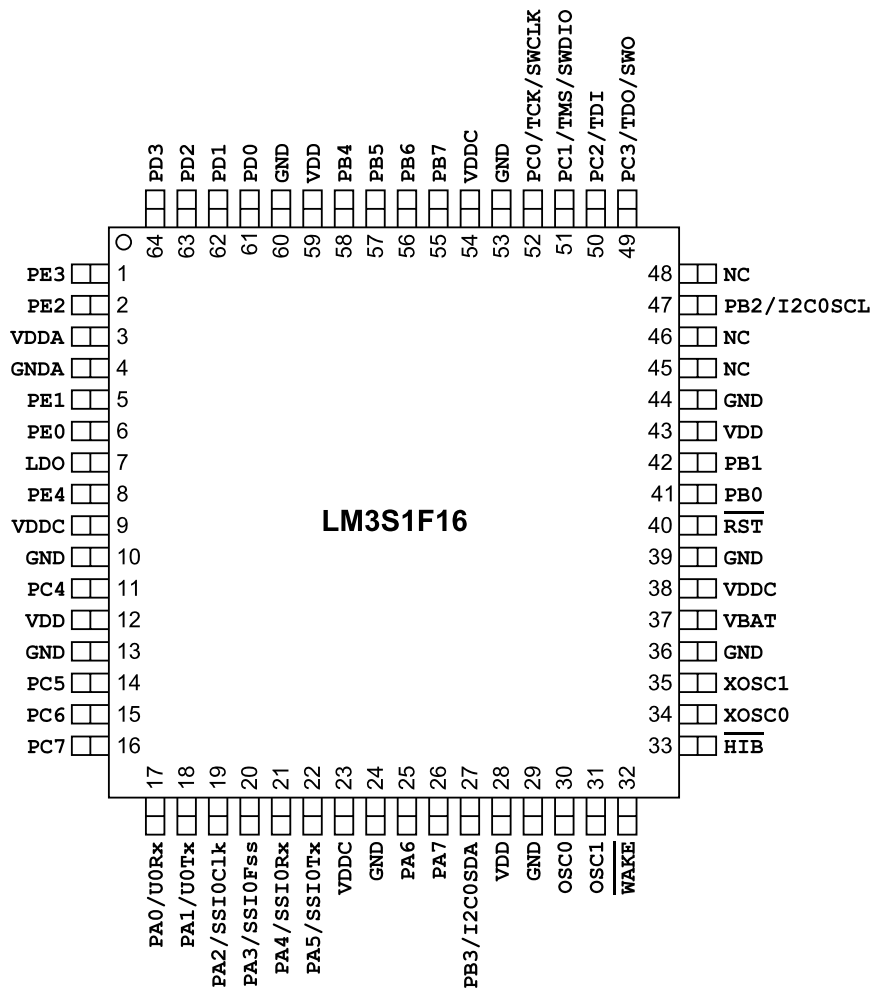 PD3 PD2 PD1 PD0 GND VDD PB4 PB5 PB6 PB7 VDDC GND PC0/TCK/SWCLK PC1/TMS/SWDIO PC2/TDI PC3/TDO/SWO
64 63 62 61 60 59 58 57 56 55 54 53 52 51 50 49
PE3 1 48 NC
PE2 2 47 PB2/I2C0SCL
VDDA 3 46 NC
GNDA 4 45 NC
PE1 5 44 GND
PE0 6 43 VDD
LDO 7 42 PB1
PE4 8 41 PB0
LM3S1F16
VDDC 9 40 RST
GND 10 39 GND
PC4 11 38 VDDC
VDD 12 37 VBAT
GND 13 36 GND
PC5 14 35 XOSC1
PC6 15 34 XOSC0
PC7 16 33 HIB
17 18 19 20 21 22 23 24 25 26 27 28 29 30 31 32
PA0/U0Rx PA1/U0Tx PA2/SSI0Clk PA3/SSI0Fss PA4/SSI0Rx PA5/SSI0Tx VDDC GND PA6 PA7 PB3/I2C0SDA VDD GND OSC0 OSC1 WAKE